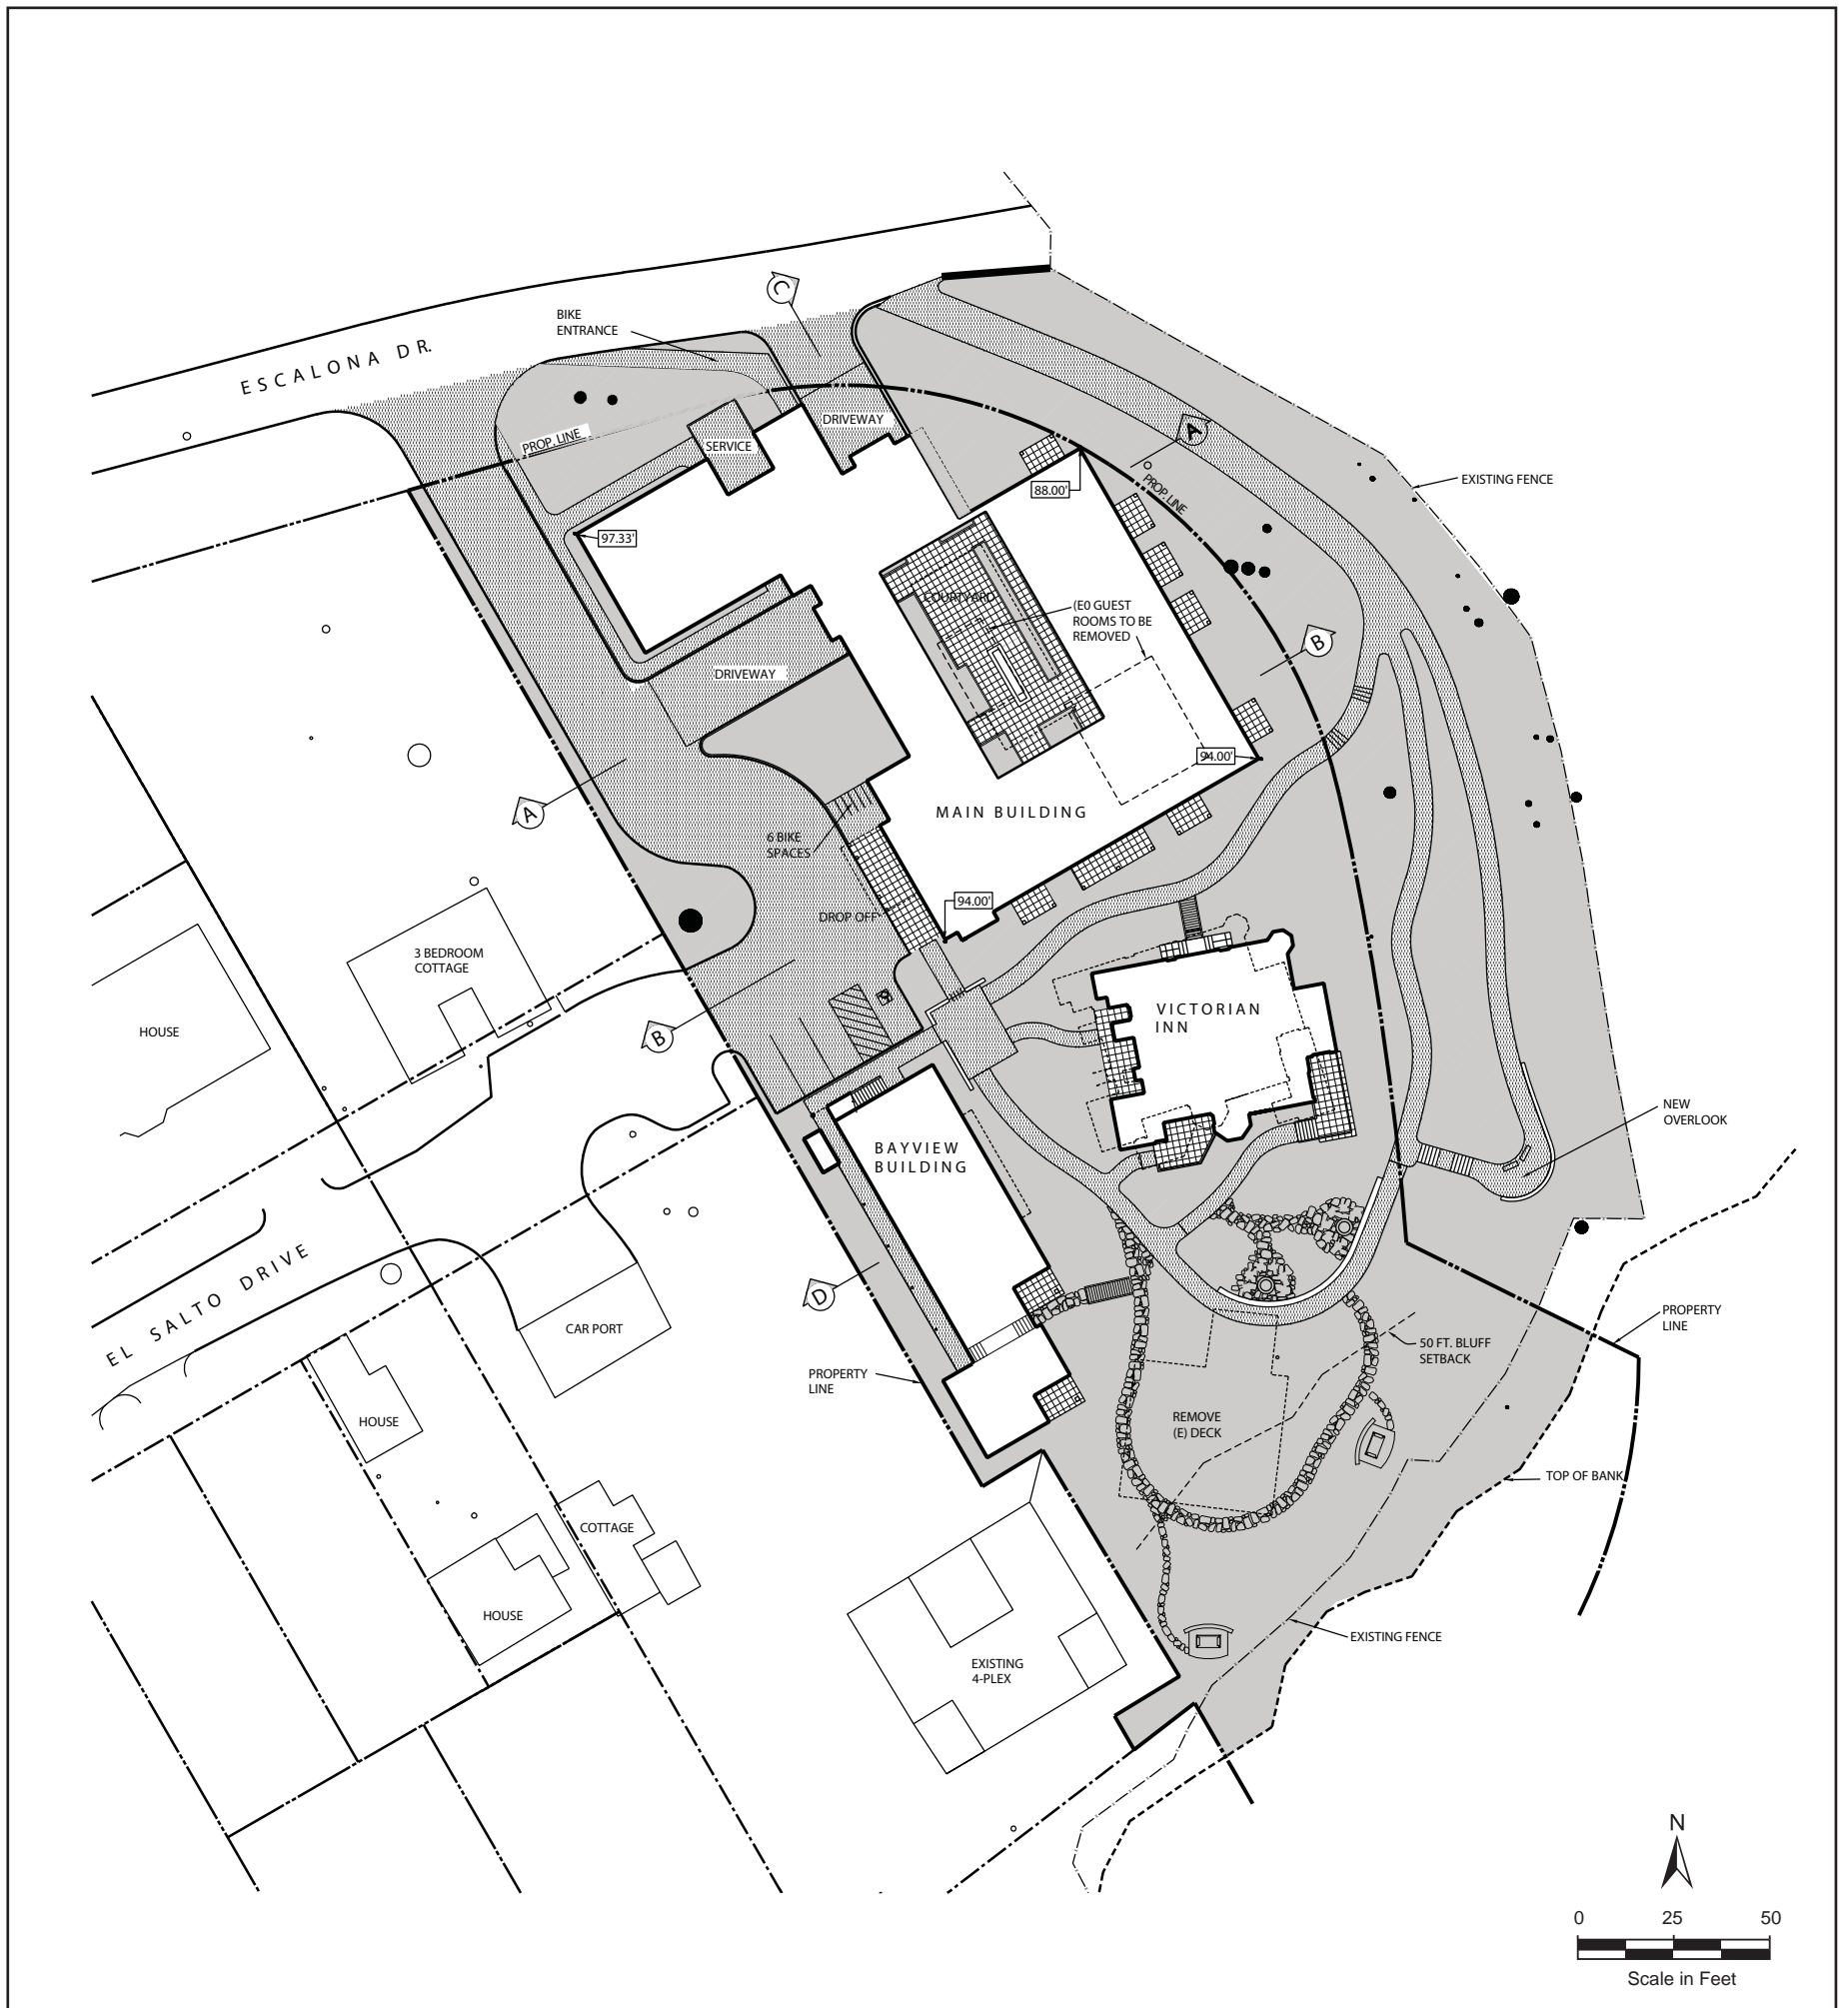 C
BIKE
ENTRANCE
ESCALONA DR.
DRIVEWAY
A
PROP. LINE
SERVICE
EXISTING FENCE
88.00'
PROP. LINE
97.33'
COURTYARD
(E0 GUEST
ROOMS TO BE
REMOVED
B
DRIVEWAY
94.00'
A
MAIN BUILDING
6 BIKE
SPACES
94.00'
DROP OFF
3 BEDROOM
COTTAGE
HOUSE
B
VICTORIAN
INN
NEW
OVERLOOK
BAYVIEW
BUILDING
EL SALTO DRIVE
D
CAR PORT
PROPERTY
LINE
50 FT. BLUFF
SETBACK
PROPERTY
LINE
HOUSE
REMOVE
(E) DECK
TOP OF BANK
COTTAGE
HOUSE
EXISTING FENCE
EXISTING
4-PLEX
N
0 25 50
Scale in Feet